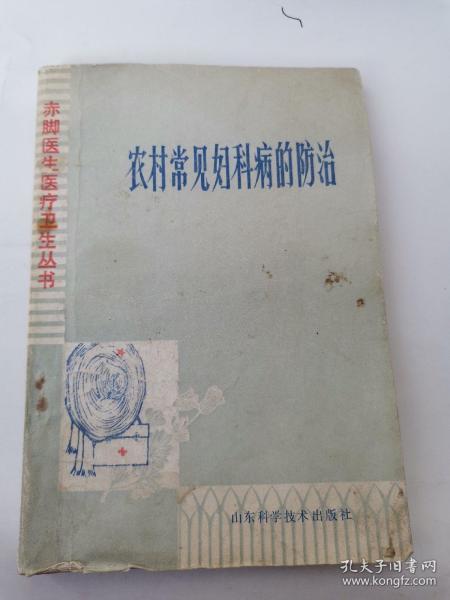 赤脚医生医疗卫生丛书
农村常见妇科病的防治
山东科学技术出版社
孔夫子旧书网
www.kongfz.com